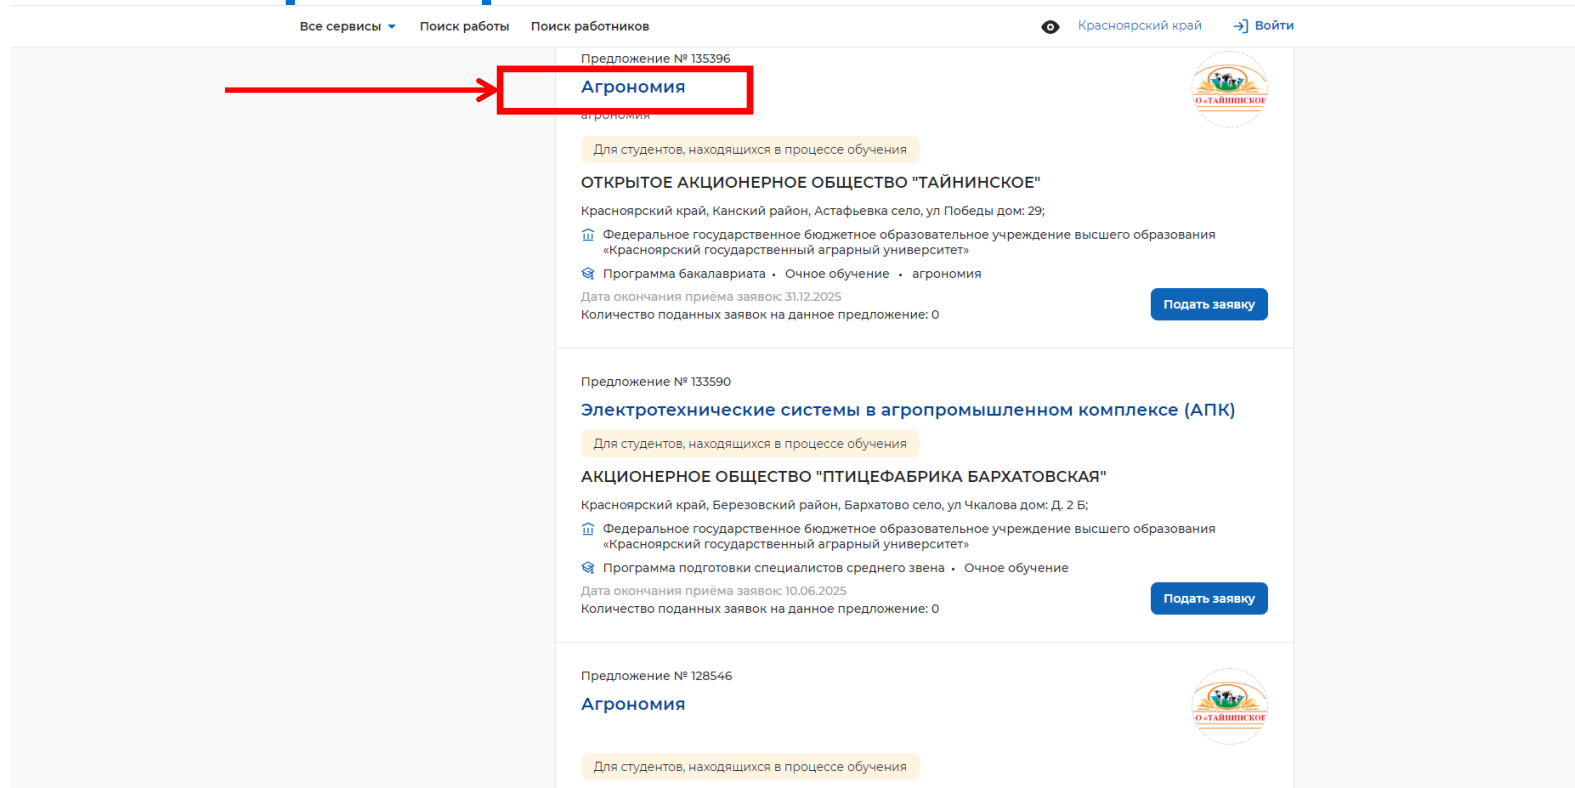 Все сервисы Поиск работы Поиск работников Красноярский край Войти
Предложение № 135396
Агрономия
агрономия
Для студентов, находящихся в процессе обучения
ОТКРЫТОЕ АКЦИОНЕРНОЕ ОБЩЕСТВО "ТАЙНИНСКОЕ"
Красноярский край, Канский район, Астафьевка село, ул Победы дом: 29;
Федеральное государственное бюджетное образовательное учреждение высшего образования
«Красноярский государственный аграрный университет»
Программа бакалавриата • Очное обучение • агрономия
Дата окончания приёма заявок: 31.12.2025
Количество поданных заявок на данное предложение: 0
Подать заявку
О «ТАЙНИНСКОЕ
Предложение № 133590
Электротехнические системы в агропромышленном комплексе (АПК)
Для студентов, находящихся в процессе обучения
АКЦИОНЕРНОЕ ОБЩЕСТВО "ПТИЦЕФАБРИКА БАРХАТОВСКАЯ"
Красноярский край, Березовский район, Бархатово село, ул Чкалова дом: Д. 2 Б;
Федеральное государственное бюджетное образовательное учреждение высшего образования
«Красноярский государственный аграрный университет»
Программа подготовки специалистов среднего звена • Очное обучение
Дата окончания приёма заявок: 10.06.2025
Количество поданных заявок на данное предложение: 0
Подать заявку
Предложение № 128546
Агрономия
О «ТАЙНИНСКОЕ
Для студентов, находящихся в процессе обучения